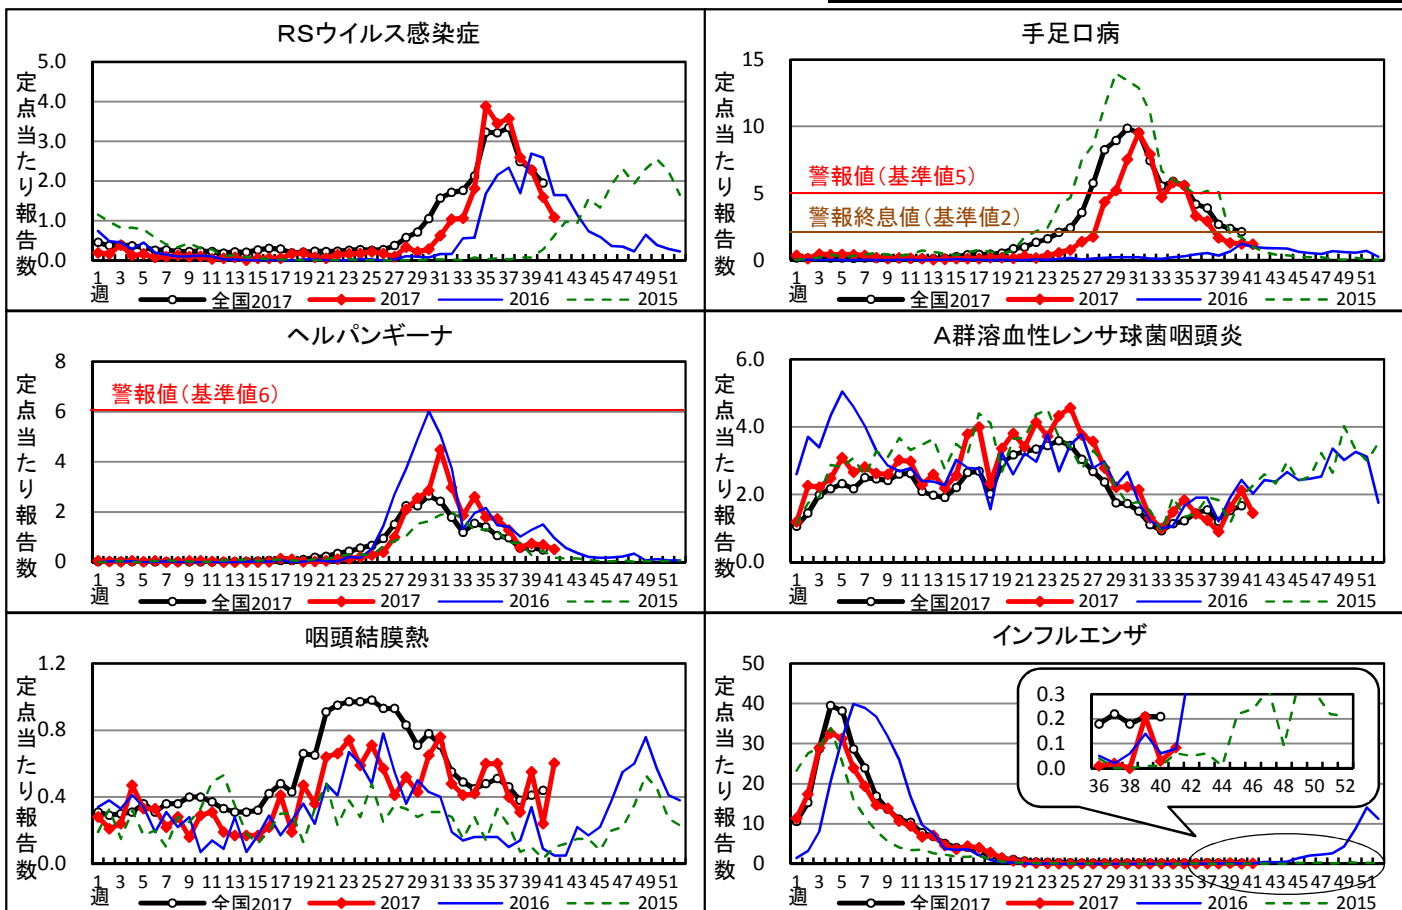 RSウイルス感染症
定点当たり報告数
5.0
4.0
3.0
2.0
1.0
0.0
1 3 5 7 9 11 13 15 17 19 21 23 25 27 29 31 33 35 37 39 41 43 45 47 49 51
週
全国2017 2017 2016 2015
手足口病
定点当たり報告数
15
10
5
0
警報値(基準値5)
警報終息値(基準値2)
1 3 5 7 9 11 13 15 17 19 21 23 25 27 29 31 33 35 37 39 41 43 45 47 49 51
週
全国2017 2017 2016 2015
ヘルパンギーナ
定点当たり報告数
8
6
4
2
0
警報値(基準値6)
1 3 5 7 9 11 13 15 17 19 21 23 25 27 29 31 33 35 37 39 41 43 45 47 49 51
週
全国2017 2017 2016 2015
A群溶血性レンサ球菌咽頭炎
定点当たり報告数
6.0
4.0
2.0
0.0
1 3 5 7 9 11 13 15 17 19 21 23 25 27 29 31 33 35 37 39 41 43 45 47 49 51
週
全国2017 2017 2016 2015
咽頭結膜熱
定点当たり報告数
1.2
0.8
0.4
0.0
1 3 5 7 9 11 13 15 17 19 21 23 25 27 29 31 33 35 37 39 41 43 45 47 49 51
週
全国2017 2017 2016 2015
インフルエンザ
定点当たり報告数
50
40
30
20
10
0
0.3
0.2
0.1
0.0
36 38 40 42 44 46 48 50 52
1 3 5 7 9 11 13 15 17 19 21 23 25 27 29 31 33 35 37 39 41 43 45 47 49 51
週
全国2017 2017 2016 2015